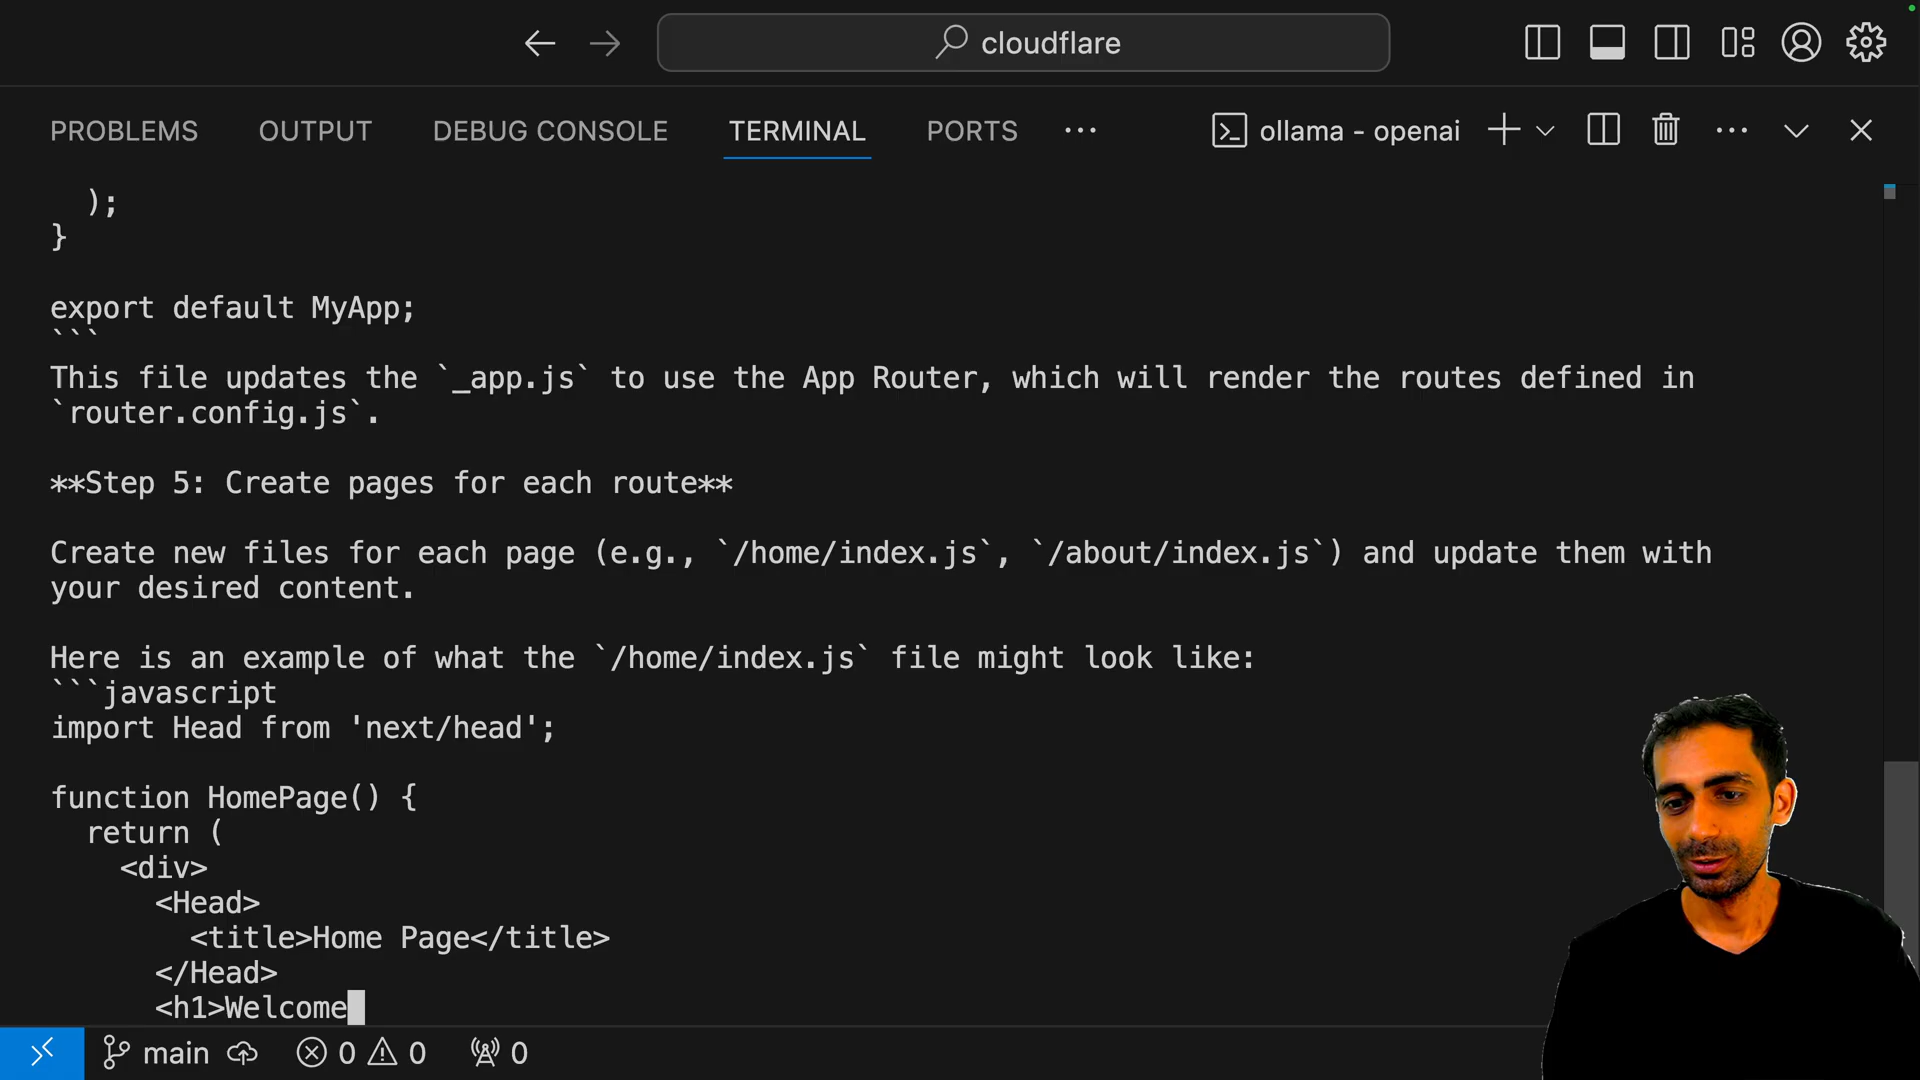 cloudflare
PROBLEMS OUTPUT DEBUG CONSOLE TERMINAL PORTS ··· ollama - openai ···
  );
}
export default MyApp;
```
This file updates the `_app.js` to use the App Router, which will render the routes defined in
`router.config.js`.
**Step 5: Create pages for each route**
Create new files for each page (e.g., `/home/index.js`, `/about/index.js`) and update them with
your desired content.
Here is an example of what the `/home/index.js` file might look like:
```javascript
import Head from 'next/head';
function HomePage() {
  return (
    <div>
      <Head>
        <title>Home Page</title>
      </Head>
      <h1>Welcome
main 0 0 0